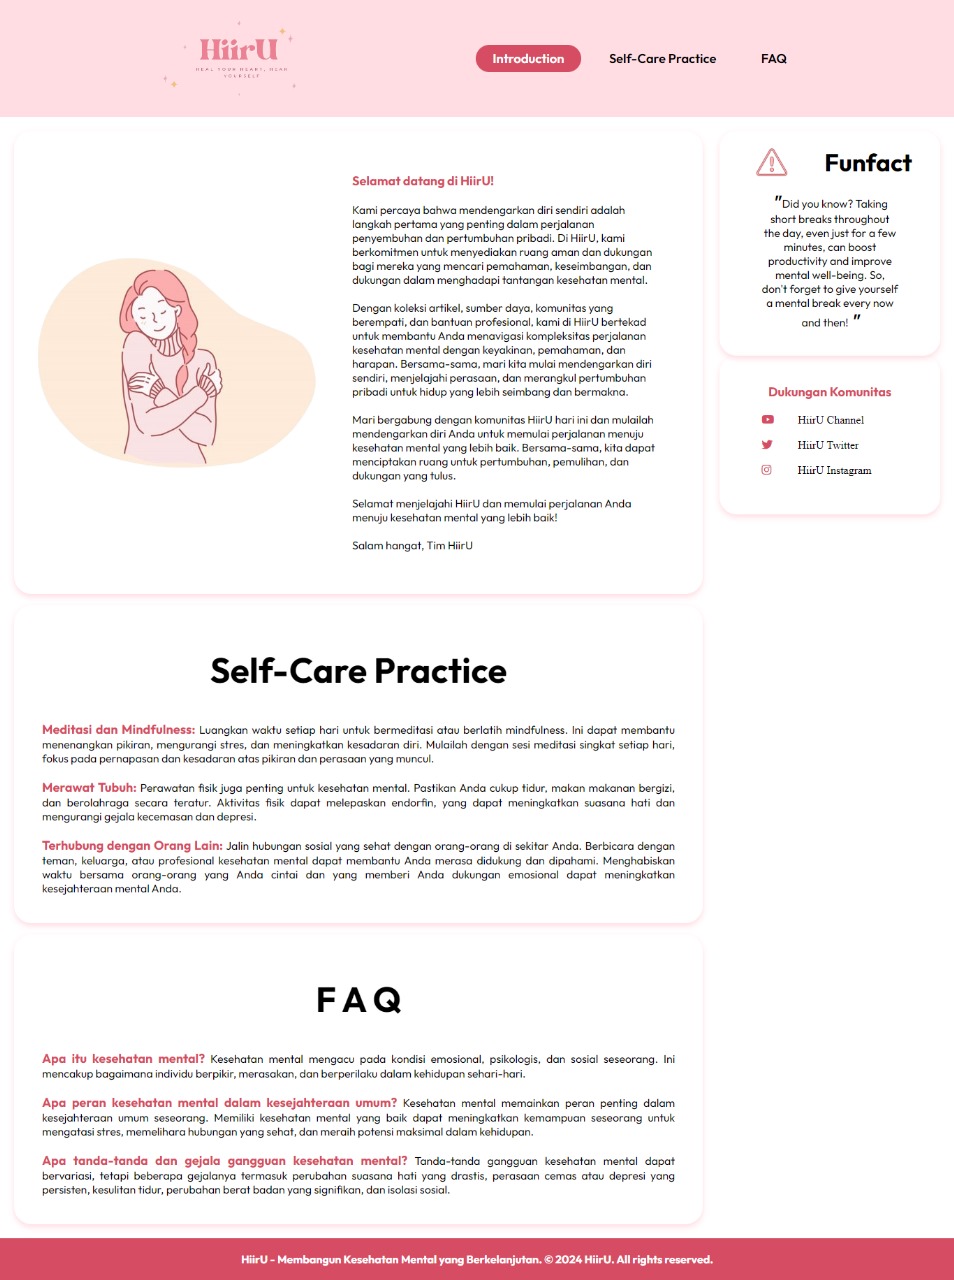 HiirU
HEAL YOUR HEART, HEAR
YOURSELF
Introduction
Self-Care Practice
FAQ
Selamat datang di HiirU!
Kami percaya bahwa mendengarkan diri sendiri adalah
langkah pertama yang penting dalam perjalanan
penyembuhan dan pertumbuhan pribadi. Di HiirU, kami
berkomitmen untuk menyediakan ruang aman dan dukungan
bagi mereka yang mencari pemahaman, keseimbangan, dan
dukungan dalam menghadapi tantangan kesehatan mental.
Dengan koleksi artikel, sumber daya, komunitas yang
berempati, dan bantuan profesional, kami di HiirU bertekad
untuk membantu Anda menavigasi kompleksitas perjalanan
kesehatan mental dengan keyakinan, pemahaman, dan
harapan. Bersama-sama, mari kita mulai mendengarkan diri
sendiri, menjelajahi perasaan, dan merangkul pertumbuhan
pribadi untuk hidup yang lebih seimbang dan bermakna.
Mari bergabung dengan komunitas HiirU hari ini dan mulailah
mendengarkan diri Anda untuk memulai perjalanan menuju
kesehatan mental yang lebih baik. Bersama-sama, kita dapat
menciptakan ruang untuk pertumbuhan, pemulihan, dan
dukungan yang tulus.
Selamat menjelajahi HiirU dan memulai perjalanan Anda
menuju kesehatan mental yang lebih baik!
Salam hangat, Tim HiirU
Funfact
"Did you know? Taking
short breaks throughout
the day, even just for a few
minutes, can boost
productivity and improve
mental well-being. So,
don't forget to give yourself
a mental break every now
and then! "
Dukungan Komunitas
HiirU Channel
HiirU Twitter
HiirU Instagram
Self-Care Practice
Meditasi dan Mindfulness: Luangkan waktu setiap hari untuk bermeditasi atau berlatih mindfulness. Ini dapat membantu
menenangkan pikiran, mengurangi stres, dan meningkatkan kesadaran diri. Mulailah dengan sesi meditasi singkat setiap hari,
fokus pada pernapasan dan kesadaran atas pikiran dan perasaan yang muncul.
Merawat Tubuh: Perawatan fisik juga penting untuk kesehatan mental. Pastikan Anda cukup tidur, makan makanan bergizi,
dan berolahraga secara teratur. Aktivitas fisik dapat melepaskan endorfin, yang dapat meningkatkan suasana hati dan
mengurangi gejala kecemasan dan depresi.
Terhubung dengan Orang Lain: Jalin hubungan sosial yang sehat dengan orang-orang di sekitar Anda. Berbicara dengan
teman, keluarga, atau profesional kesehatan mental dapat membantu Anda merasa didukung dan dipahami. Menghabiskan
waktu bersama orang-orang yang Anda cintai dan yang memberi Anda dukungan emosional dapat meningkatkan
kesejahteraan mental Anda.
F A Q
Apa itu kesehatan mental? Kesehatan mental mengacu pada kondisi emosional, psikologis, dan sosial seseorang. Ini
mencakup bagaimana individu berpikir, merasakan, dan berperilaku dalam kehidupan sehari-hari.
Apa peran kesehatan mental dalam kesejahteraan umum? Kesehatan mental memainkan peran penting dalam
kesejahteraan umum seseorang. Memiliki kesehatan mental yang baik dapat meningkatkan kemampuan seseorang untuk
mengatasi stres, memelihara hubungan yang sehat, dan meraih potensi maksimal dalam kehidupan.
Apa tanda-tanda dan gejala gangguan kesehatan mental? Tanda-tanda gangguan kesehatan mental dapat
bervariasi, tetapi beberapa gejalanya termasuk perubahan suasana hati yang drastis, perasaan cemas atau depresi yang
persisten, kesulitan tidur, perubahan berat badan yang signifikan, dan isolasi sosial.
HiirU - Membangun Kesehatan Mental yang Berkelanjutan. © 2024 HiirU. All rights reserved.